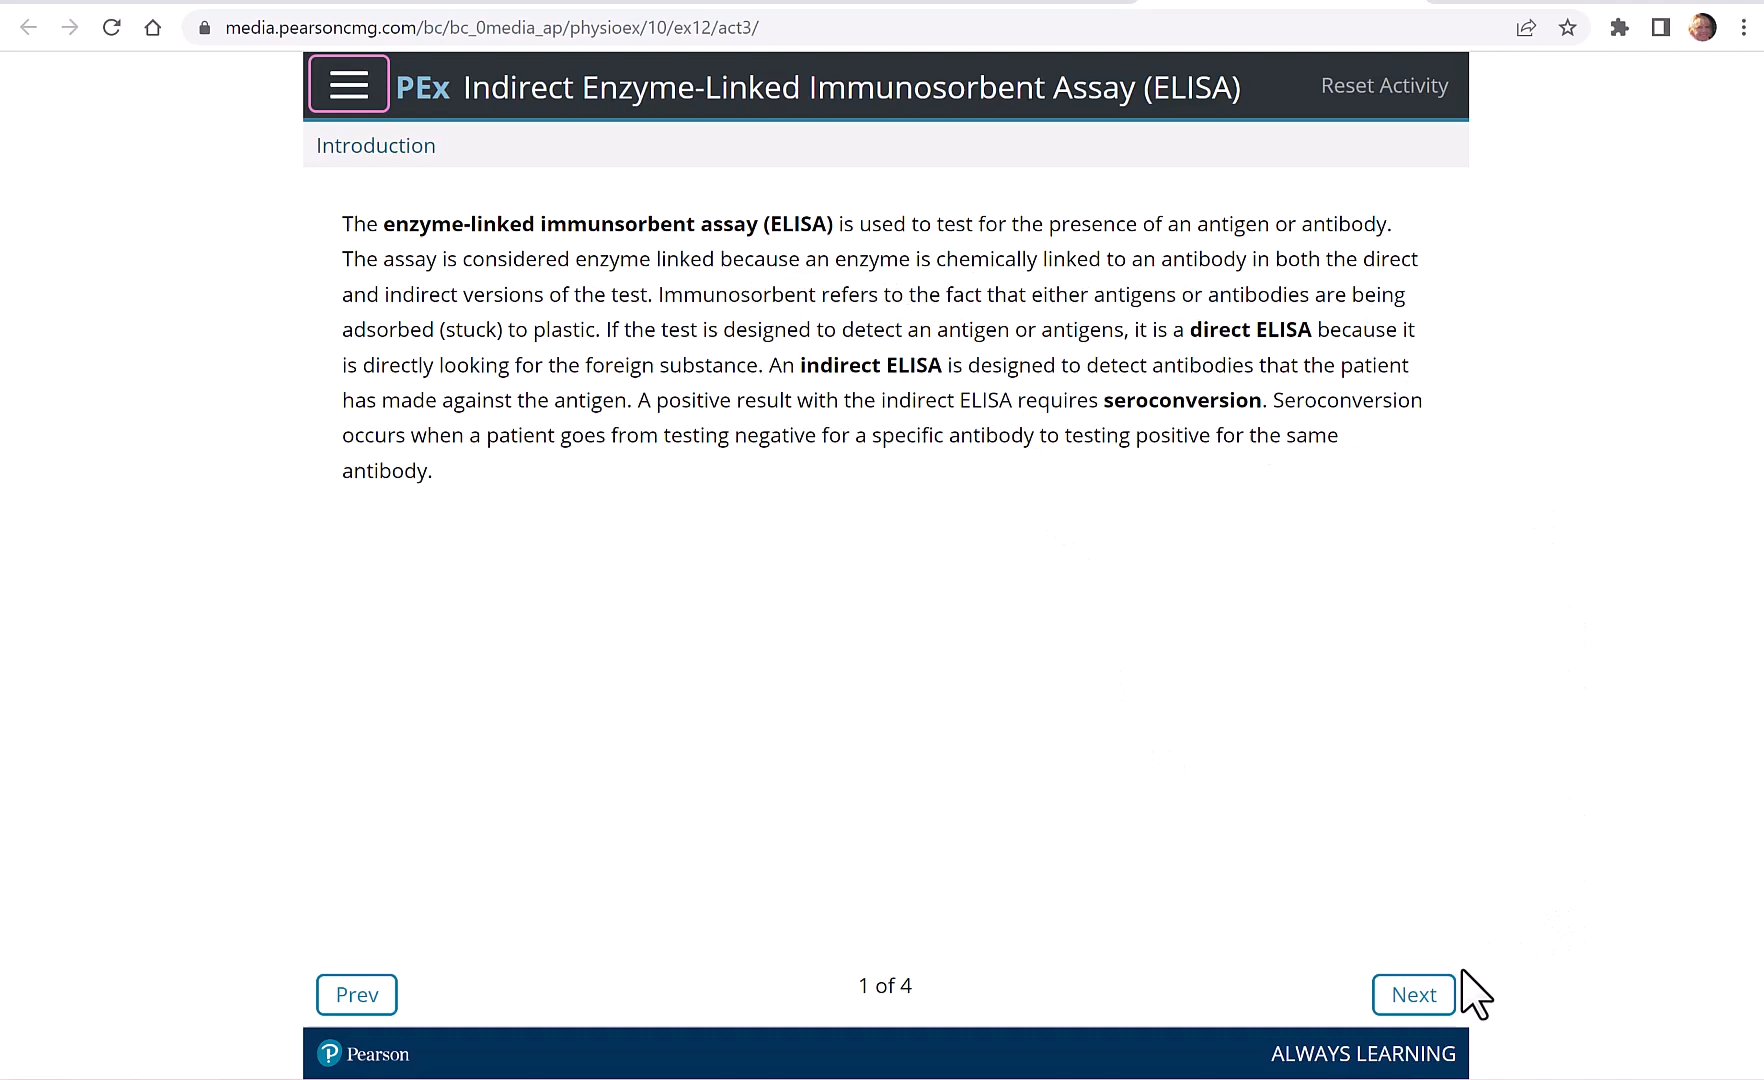 media.pearsoncmg.com/bc/bc_0media_ap/physioex/10/ex12/act3/
PEx Indirect Enzyme-Linked Immunosorbent Assay (ELISA) Reset Activity
Introduction
The enzyme-linked immunsorbent assay (ELISA) is used to test for the presence of an antigen or antibody.
The assay is considered enzyme linked because an enzyme is chemically linked to an antibody in both the direct
and indirect versions of the test. Immunosorbent refers to the fact that either antigens or antibodies are being
adsorbed (stuck) to plastic. If the test is designed to detect an antigen or antigens, it is a direct ELISA because it
is directly looking for the foreign substance. An indirect ELISA is designed to detect antibodies that the patient
has made against the antigen. A positive result with the indirect ELISA requires seroconversion. Seroconversion
occurs when a patient goes from testing negative for a specific antibody to testing positive for the same
antibody.
Prev 1 of 4 Next
Pearson ALWAYS LEARNING